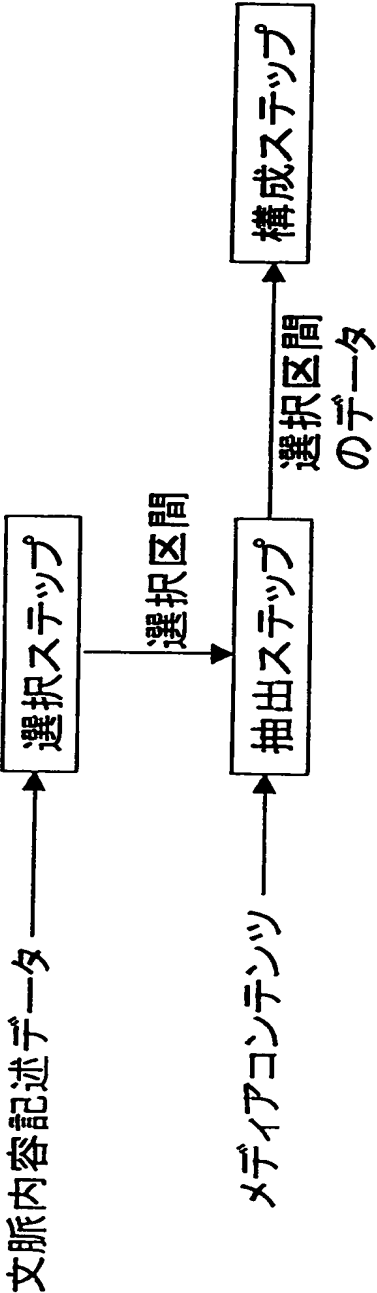 文脈内容記述データ
選択ステップ
選択区間
メディアコンテンツ
抽出ステップ
選択区間
のデータ
構成ステップ